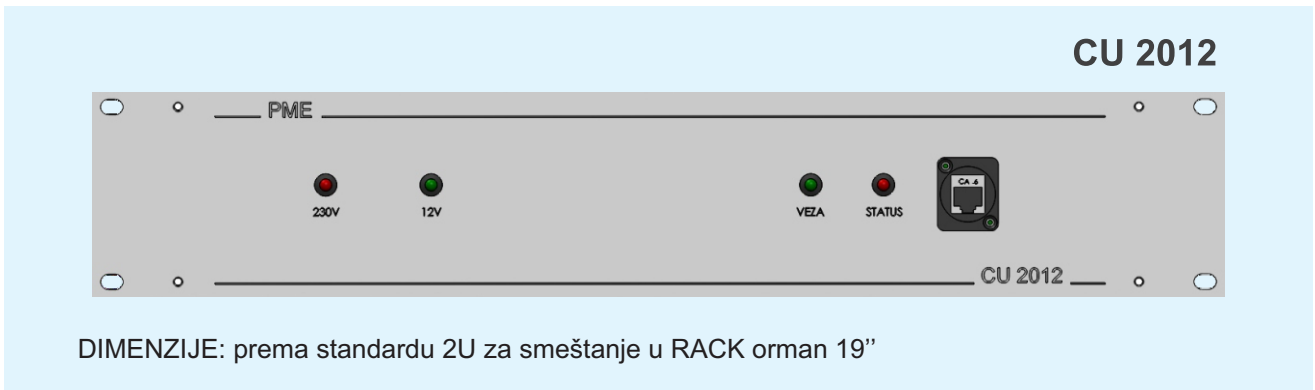 CU 2012
PME
230V
12V
VEZA
STATUS
CA .6
CU 2012
DIMENZIJE: prema standardu 2U za smeštanje u RACK orman 19’’